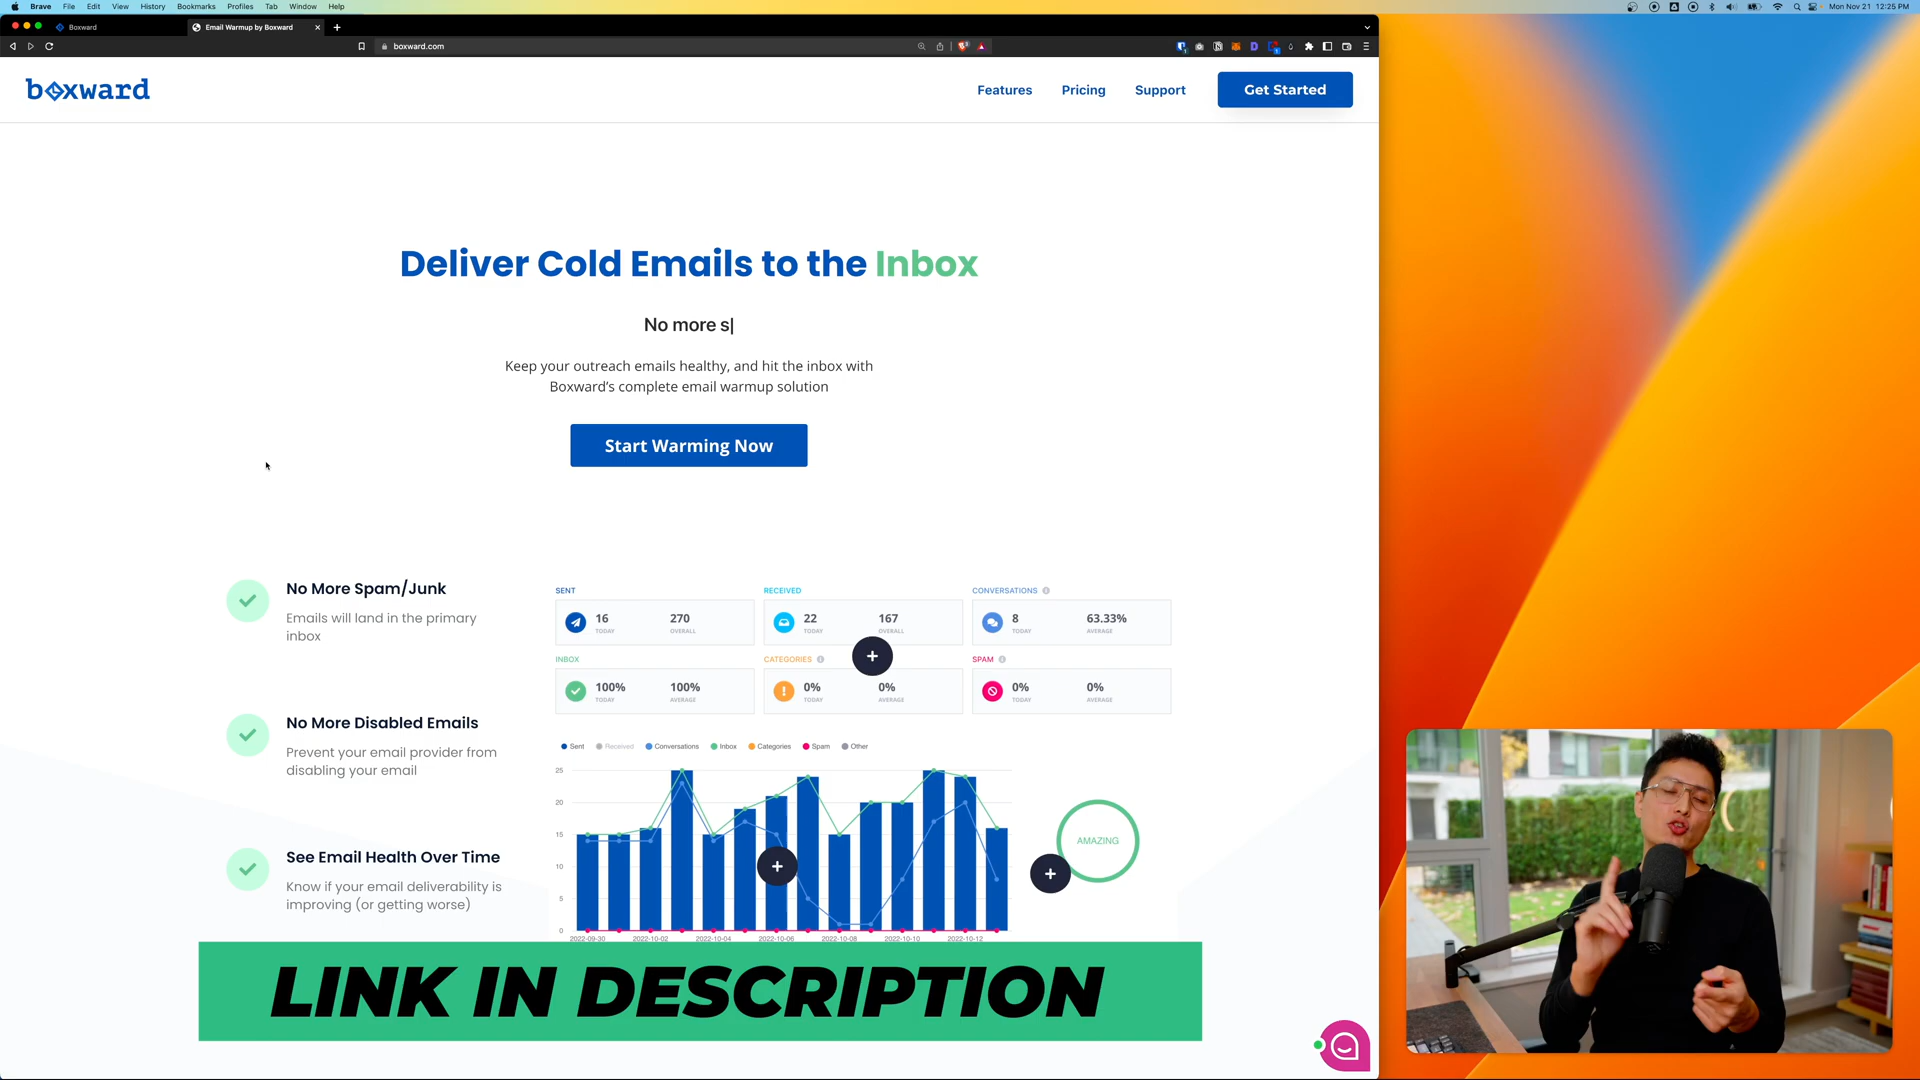 Brave File Edit View History Bookmarks Profiles Tab Window Help
Mon Nov 21 12:25 PM
Boxward
Email Warmup by Boxward
boxward.com
boxward
Features
Pricing
Support
Get Started
Deliver Cold Emails to the Inbox
No more s|
Keep your outreach emails healthy, and hit the inbox with
Boxward's complete email warmup solution
Start Warming Now
No More Spam/Junk
Emails will land in the primary
inbox
No More Disabled Emails
Prevent your email provider from
disabling your email
See Email Health Over Time
Know if your email deliverability is
improving (or getting worse)
SENT
16 270
TODAY OVERALL
RECEIVED
22 167
TODAY OVERALL
CONVERSATIONS
8 63.33%
TODAY AVERAGE
INBOX
100% 100%
TODAY AVERAGE
CATEGORIES
0% 0%
TODAY AVERAGE
SPAM
0% 0%
TODAY AVERAGE
Sent Received Conversations Inbox Categories Spam Other
25
20
15
10
5
0
2022-09-30 2022-10-02 2022-10-04 2022-10-06 2022-10-08 2022-10-10 2022-10-12
AMAZING
LINK IN DESCRIPTION